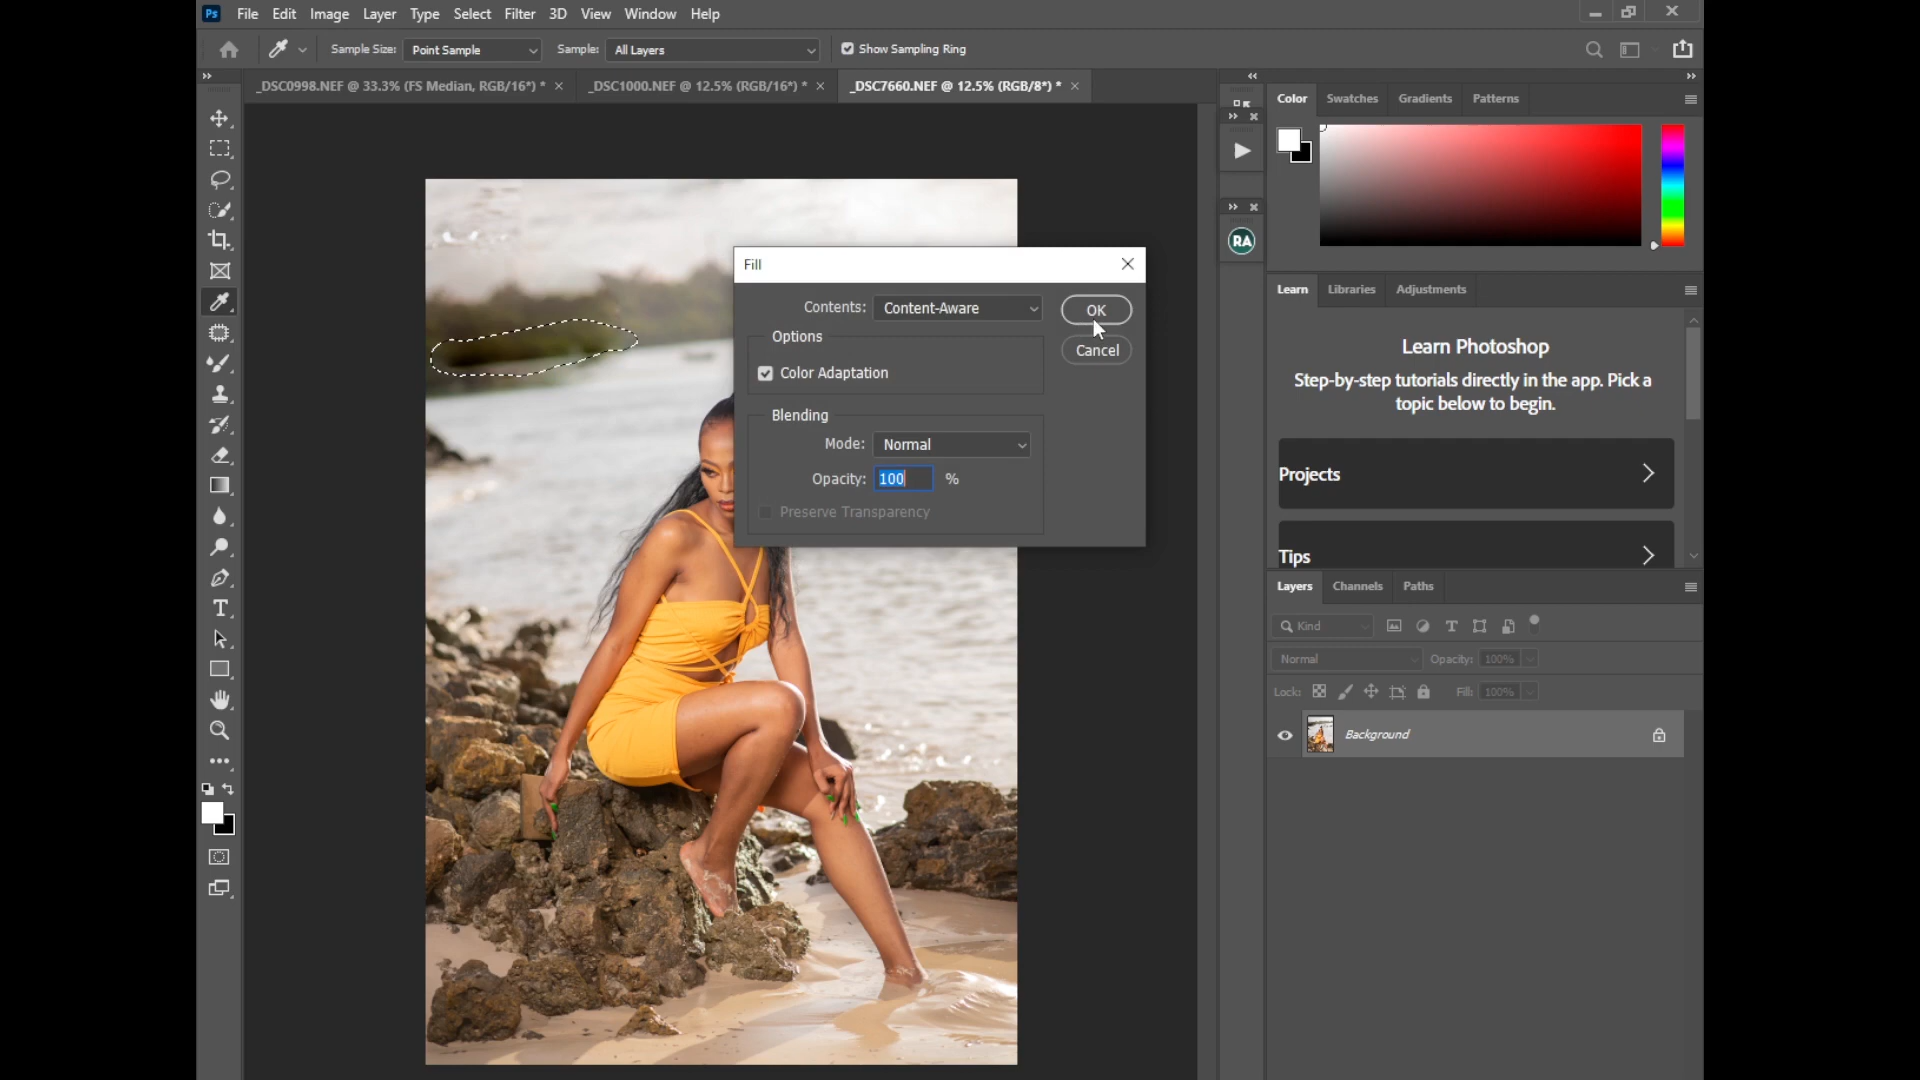 Ps File Edit Image Layer Type Select Filter 3D View Window Help
Sample Size: Point Sample Sample: All Layers Show Sampling Ring
_DSC0998.NEF @ 33.3% (FS Median, RGB/16*) * _DSC1000.NEF @ 12.5% (RGB/16*) * _DSC7660.NEF @ 12.5% (RGB/8*) *
Color Swatches Gradients Patterns
RA
Fill
Contents: Content-Aware OK
Options
Cancel
Color Adaptation
Blending
Mode: Normal
Opacity: 100 %
Preserve Transparency
Learn Libraries Adjustments
Learn Photoshop
Step-by-step tutorials directly in the app. Pick a
topic below to begin.
Projects
Tips
Layers Channels Paths
Kind
Normal Opacity: 100%
Lock: Fill: 100%
Background